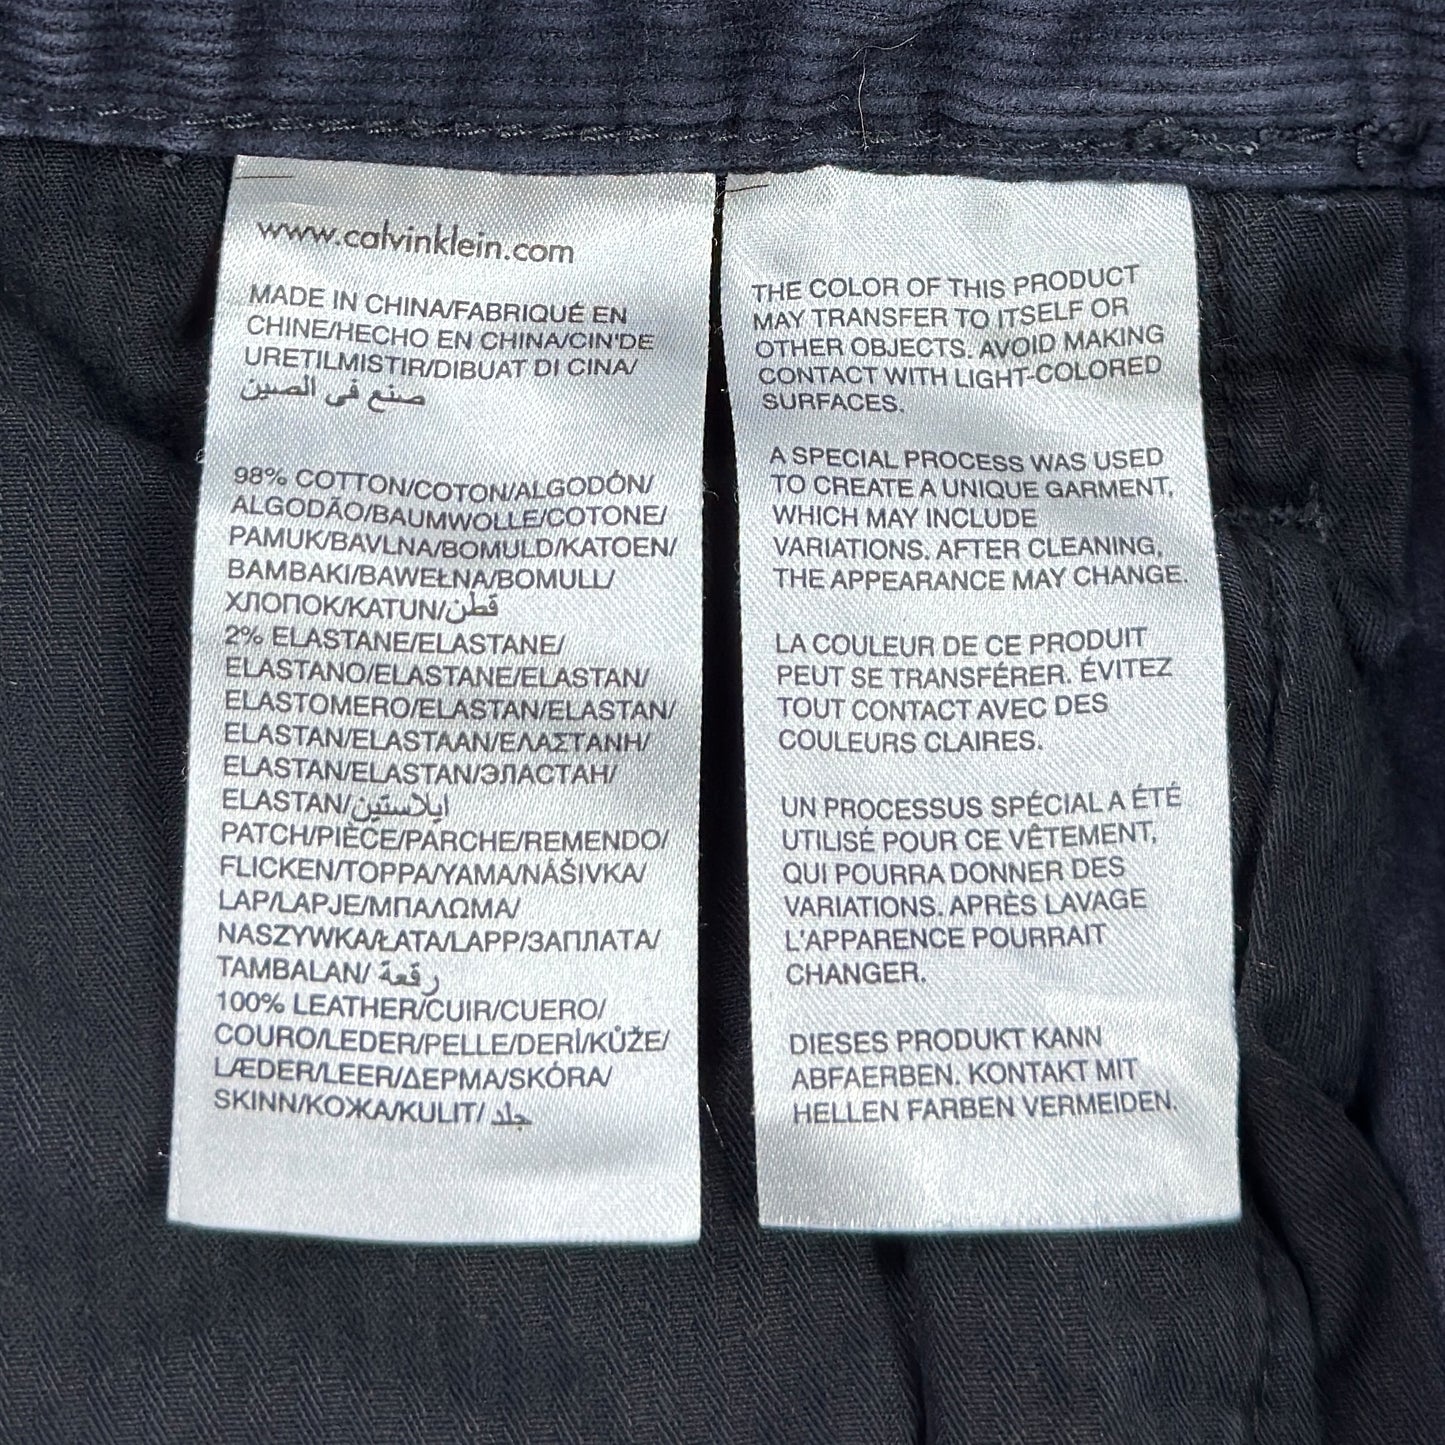 www.calvinklein.com
MADE IN CHINA/FABRIQUÉ EN
CHINE/HECHO EN CHINA/CIN'DE
URETILMISTIR/DIBUAT DI CINA/
صنع في الصين
98% COTTON/COTON/ALGODÓN/
ALGODÃO/BAUMWOLLE/COTONE/
PAMUK/BAVLNA/BOMULD/KATOEN/
BAMBAKI/BAWEŁNA/BOMULL/
ХЛОПОК/KATUN/قطن
2% ELASTANE/ELASTANE/
ELASTANO/ELASTANE/ELASTAN/
ELASTOMERO/ELASTAN/ELASTAN/
ELASTAN/ELASTAAN/ΕΛΑΣΤΑΝΗ/
ELASTAN/ELASTAN/ЭЛАСТАН/
ELASTAN/ايلاستين
PATCH/PIÈCE/PARCHE/REMENDO/
FLICKEN/TOPPA/YAMA/NÁŠIVKA/
LAP/LAPJE/ΜΠΑΛΩΜΑ/
NASZYWKA/ŁATA/LAPP/ЗАПЛАТА/
TAMBALAN/ رقعة
100% LEATHER/CUIR/CUERO/
COURO/LEDER/PELLE/DERİ/KŮŽE/
LÆDER/LEER/ΔΕΡΜΑ/SKÓRA/
SKINN/КОЖА/KULIT/ جلد
THE COLOR OF THIS PRODUCT
MAY TRANSFER TO ITSELF OR
OTHER OBJECTS. AVOID MAKING
CONTACT WITH LIGHT-COLORED
SURFACES.
A SPECIAL PROCESS WAS USED
TO CREATE A UNIQUE GARMENT,
WHICH MAY INCLUDE
VARIATIONS. AFTER CLEANING,
THE APPEARANCE MAY CHANGE.
LA COULEUR DE CE PRODUIT
PEUT SE TRANSFÉRER. ÉVITEZ
TOUT CONTACT AVEC DES
COULEURS CLAIRES.
UN PROCESSUS SPÉCIAL A ÉTÉ
UTILISÉ POUR CE VÊTEMENT,
QUI POURRA DONNER DES
VARIATIONS. APRÈS LAVAGE
L'APPARENCE POURRAIT
CHANGER.
DIESES PRODUKT KANN
ABFAERBEN. KONTAKT MIT
HELLEN FARBEN VERMEIDEN.